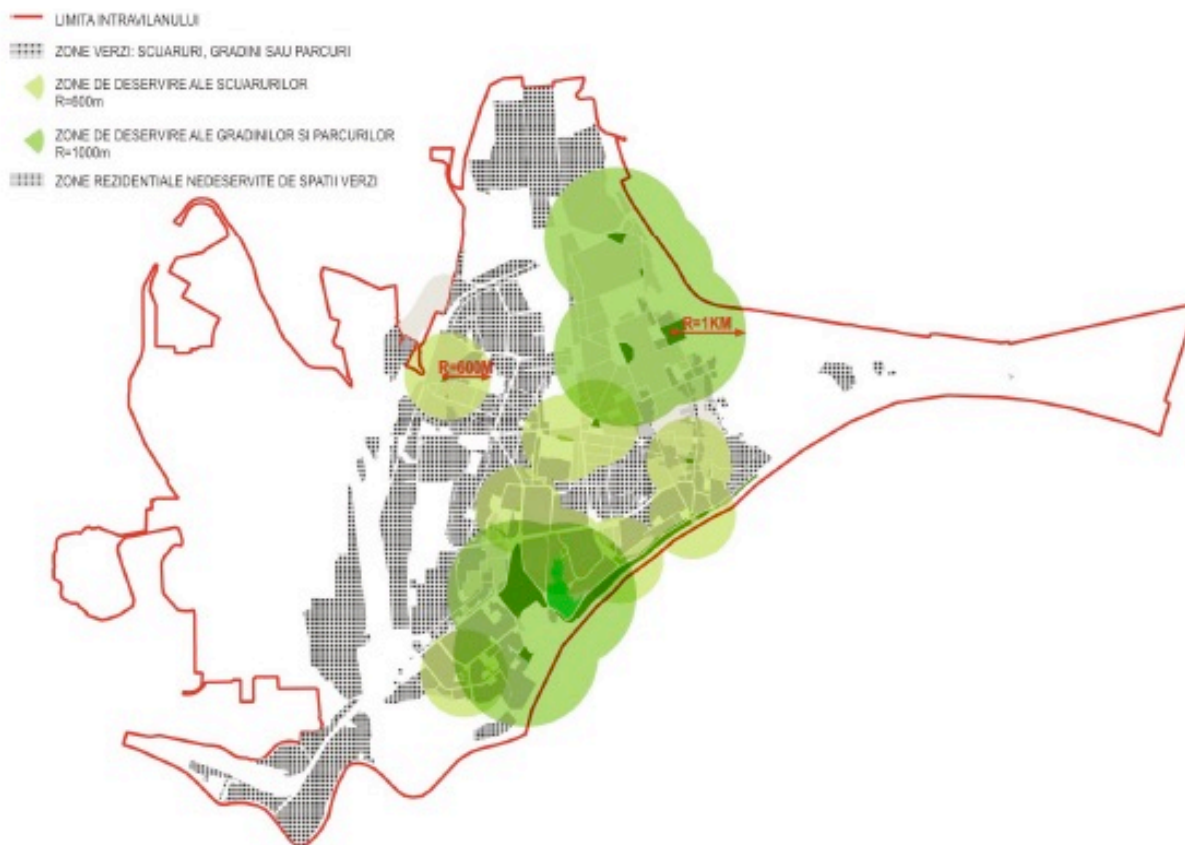 LIMITA INTRAVILANULUI
ZONE VERZI: SCUARURI, GRADINI SAU PARCURI
ZONE DE DESERVIRE ALE SCUARURILOR
R=600m
ZONE DE DESERVIRE ALE GRADINILOR SI PARCURILOR
R=1000m
ZONE REZIDENTIALE NEDESERVITE DE SPATII VERZI
R=1KM
R=600M